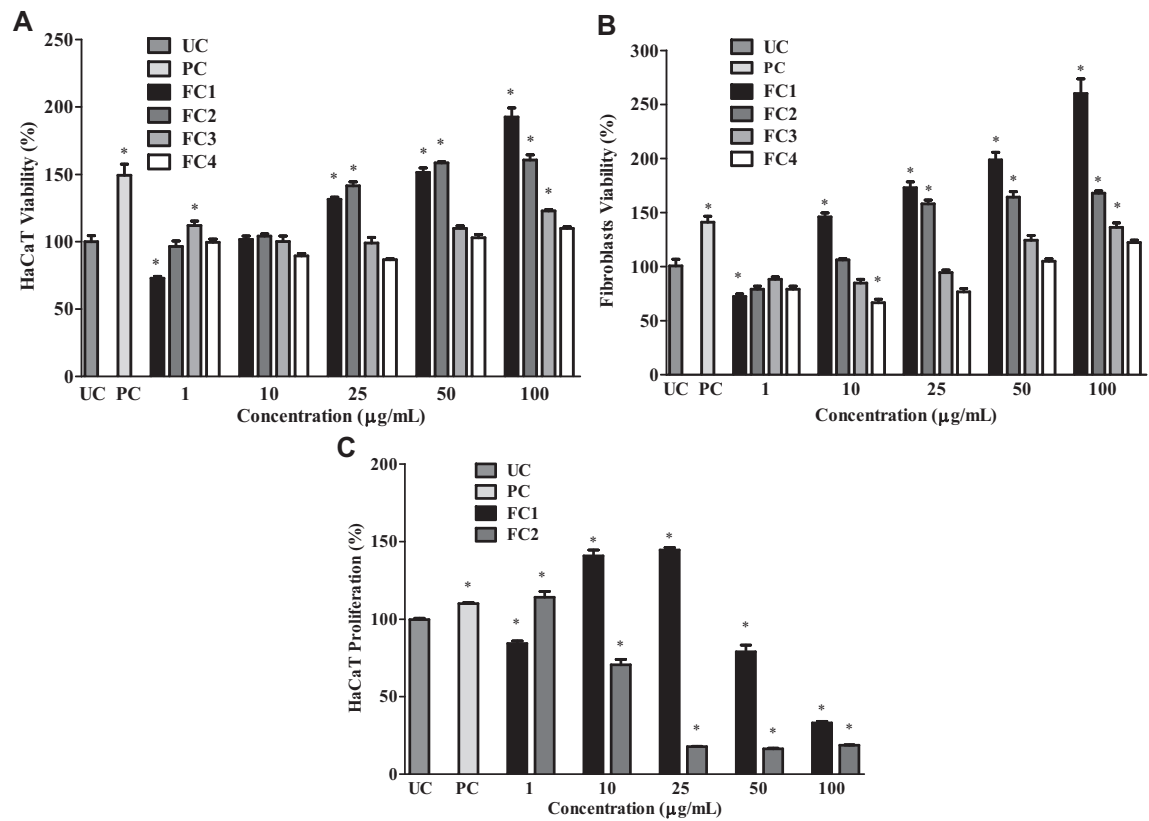 A
HaCaT Viability (%)
250
200
150
100
50
0
UC
PC
FC1
FC2
FC3
FC4
*
*
*
*
*
*
*
*
*
*
UC PC 1 10 25 50 100
Concentration (μg/mL)
B
Fibroblasts Viability (%)
300
250
200
150
100
50
0
UC
PC
FC1
FC2
FC3
FC4
*
*
*
*
*
*
*
*
*
*
*
UC PC 1 10 25 50 100
Concentration (μg/mL)
C
HaCaT Proliferation (%)
200
150
100
50
0
UC
PC
FC1
FC2
*
*
*
*
*
*
*
*
*
*
*
UC PC 1 10 25 50 100
Concentration (μg/mL)